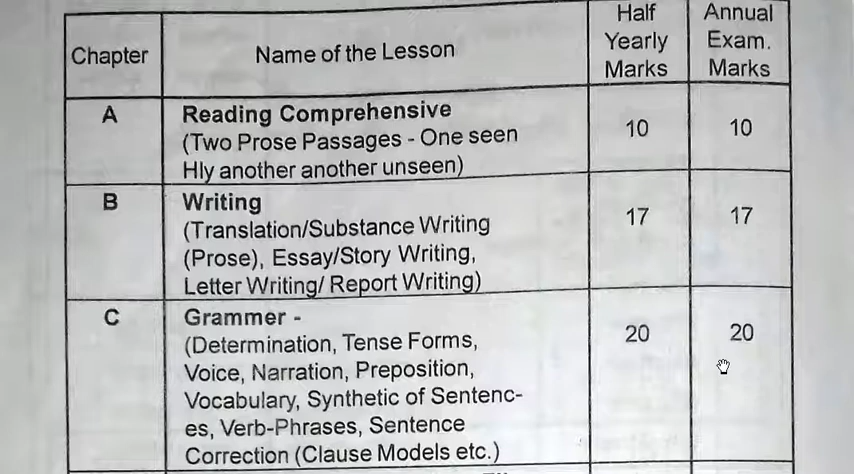 Chapter Name of the Lesson Half Yearly Marks Annual Exam. Marks
A Reading Comprehensive 10 10
(Two Prose Passages - One seen
Hly another another unseen)
B Writing 17 17
(Translation/Substance Writing
(Prose), Essay/Story Writing,
Letter Writing/ Report Writing)
C Grammer - 20 20
(Determination, Tense Forms,
Voice, Narration, Preposition,
Vocabulary, Synthetic of Sentenc-
es, Verb-Phrases, Sentence
Correction (Clause Models etc.)